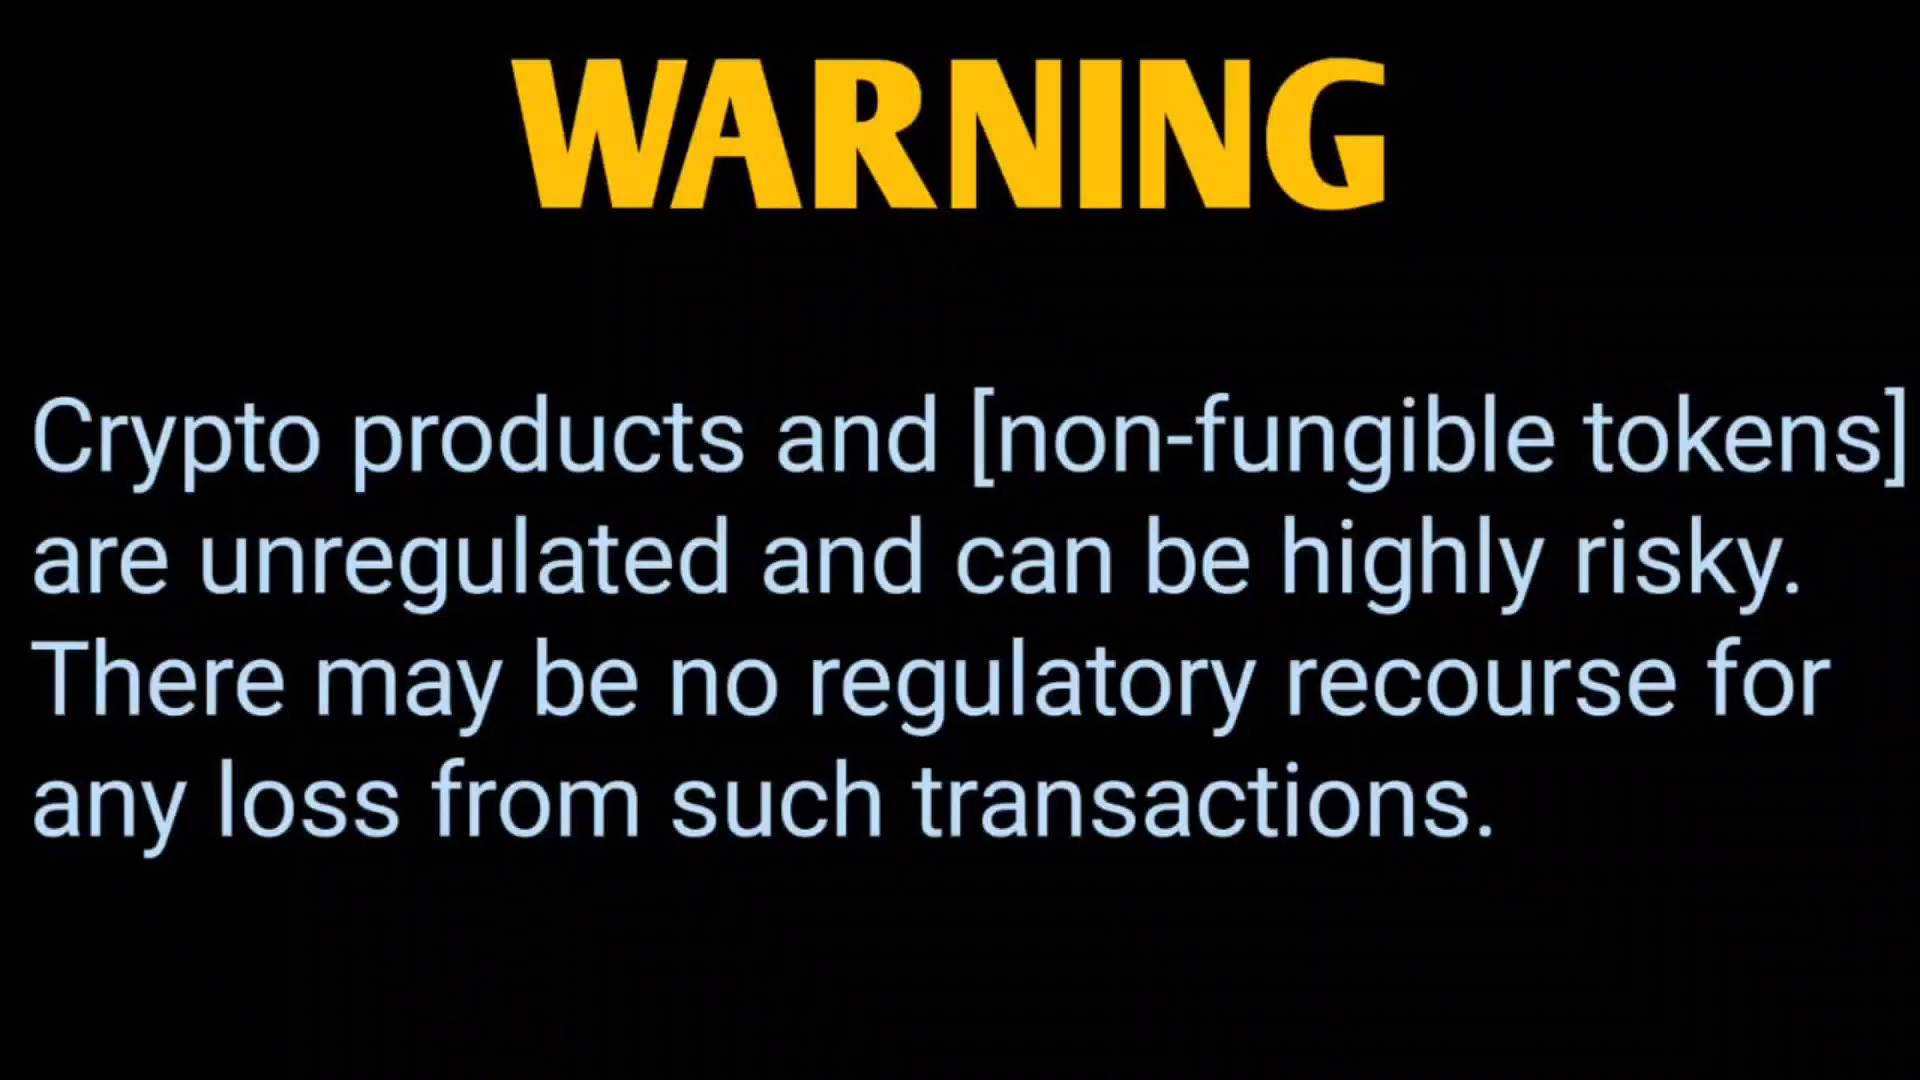 WARNING
Crypto products and [non-fungible tokens]
are unregulated and can be highly risky.
There may be no regulatory recourse for
any loss from such transactions.